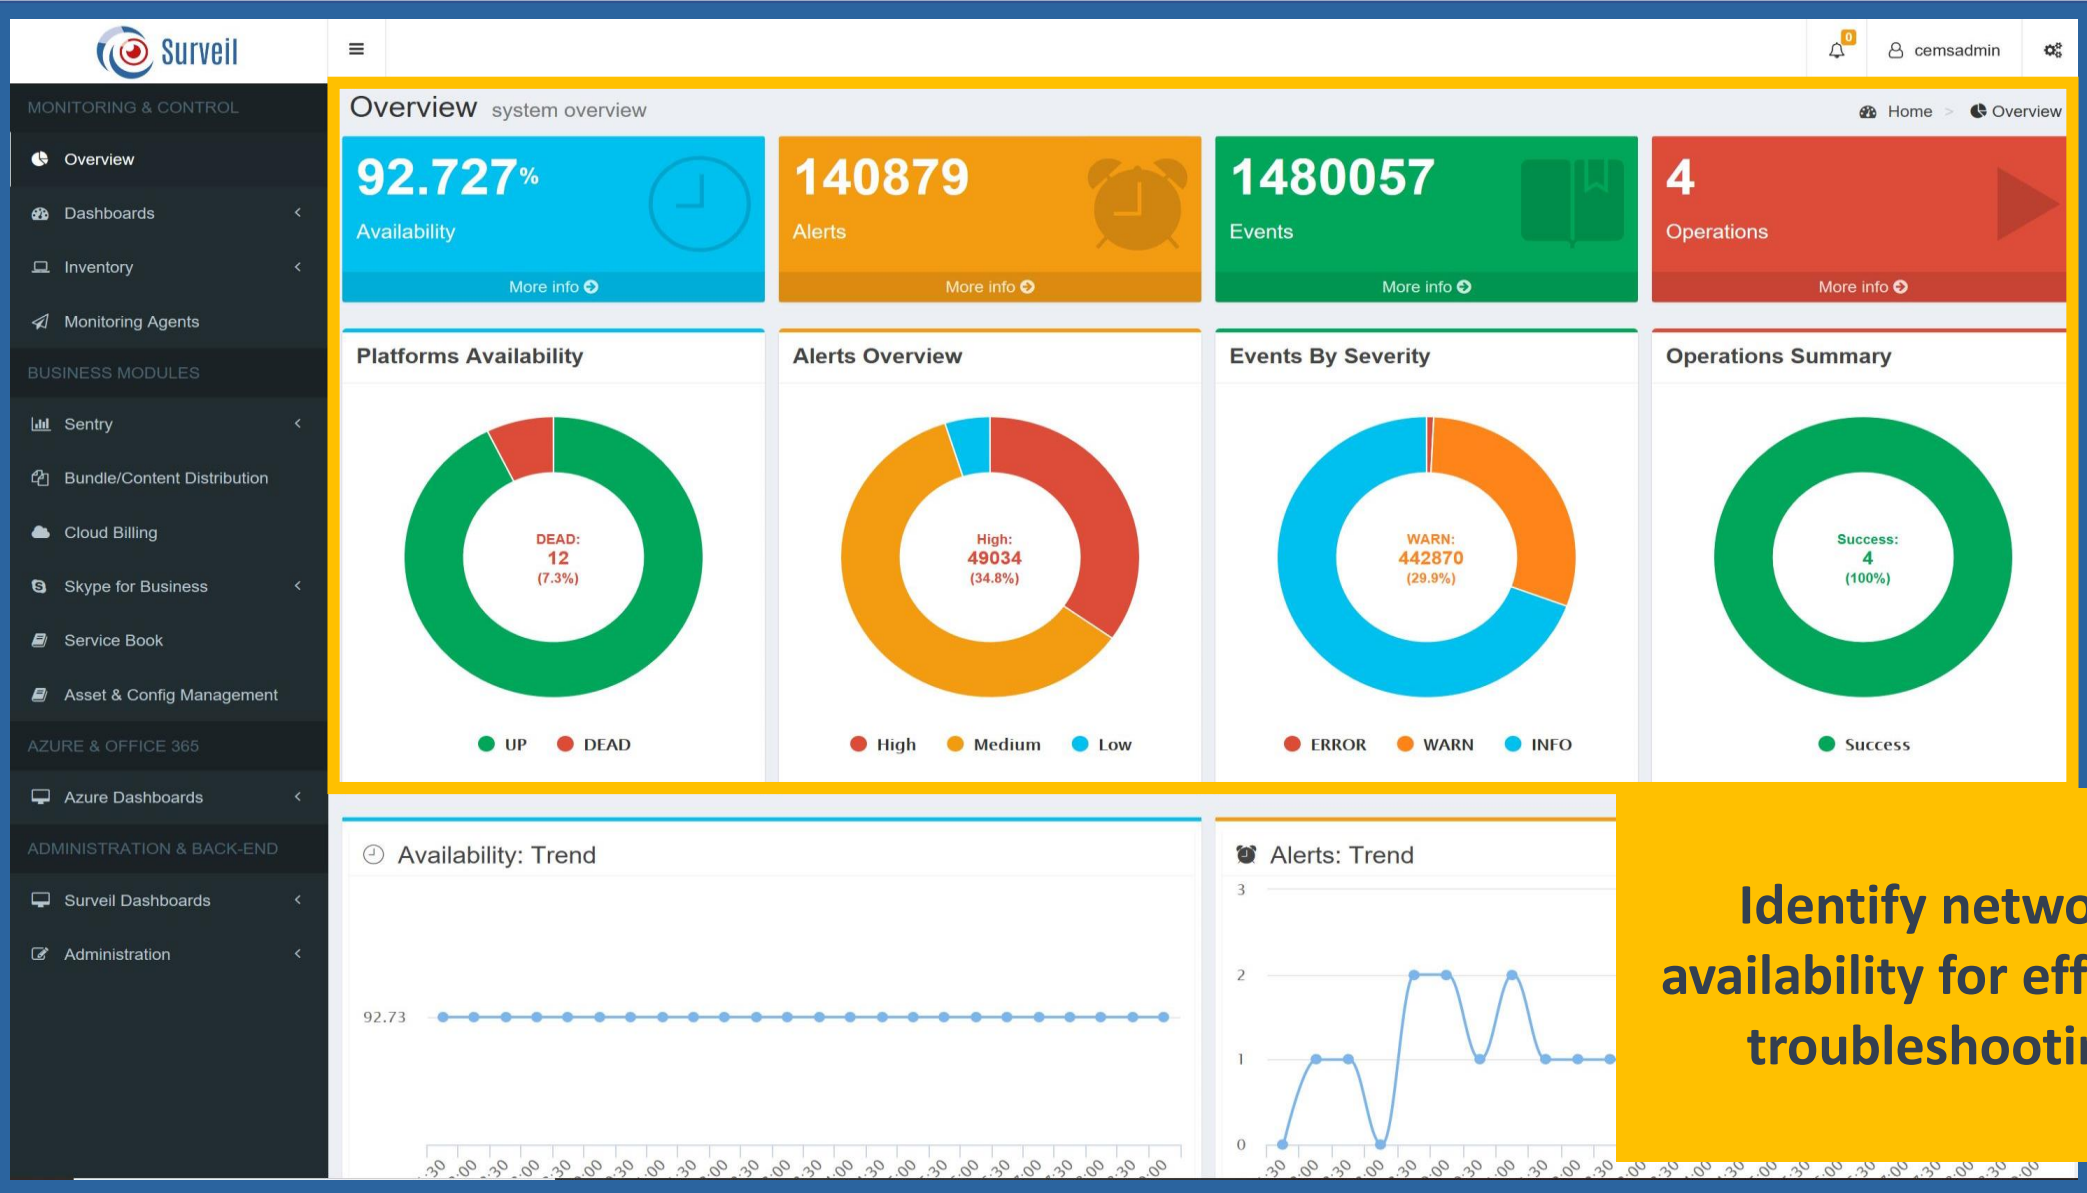 Surveil
0
cemsadmin
MONITORING & CONTROL
Overview
Dashboards
Inventory
Monitoring Agents
BUSINESS MODULES
Sentry
Bundle/Content Distribution
Cloud Billing
Skype for Business
Service Book
Asset & Config Management
AZURE & OFFICE 365
Azure Dashboards
ADMINISTRATION & BACK-END
Surveil Dashboards
Administration
Overview system overview
Home > Overview
92.727%
Availability
More info
140879
Alerts
More info
1480057
Events
More info
4
Operations
More info
Platforms Availability
DEAD:
12
(7.3%)
UP DEAD
Alerts Overview
High:
49034
(34.8%)
High Medium Low
Events By Severity
WARN:
442870
(29.9%)
ERROR WARN INFO
Operations Summary
Success:
4
(100%)
Success
Availability: Trend
92.73
Alerts: Trend
3
2
1
0
Identify netwo
availability for eff
troubleshooti